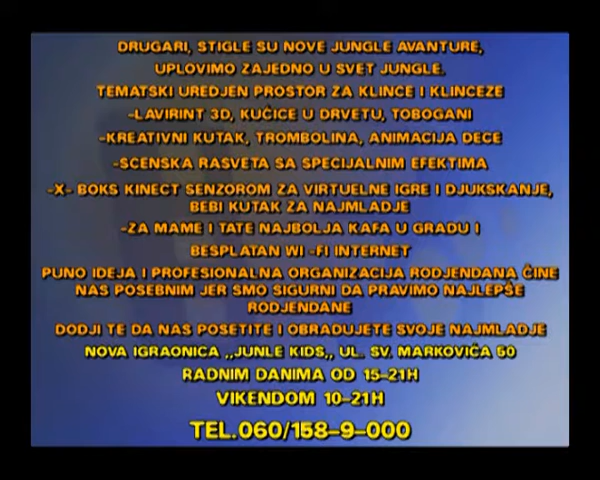 DRUGARI, STIGLE SU NOVE JUNGLE AVANTURE,
UPLOVIMO ZAJEDNO U SVET JUNGLE.
TEMATSKI UREDJEN PROSTOR ZA KLINCE I KLINCEZE
-LAVIRINT 3D, KUĆICE U DRVETU, TOBOGANI
-KREATIVNI KUTAK, TROMBOLINA, ANIMACIJA DECE
-SCENSKA RASVETA SA SPECIJALNIM EFEKTIMA
-X- BOKS KINECT SENZOROM ZA VIRTUELNE IGRE I DJUKSKANJE,
BEBI KUTAK ZA NAJMLADJE
-ZA MAME I TATE NAJBOLJA KAFA U GRADU I
BESPLATAN WI -FI INTERNET
PUNO IDEJA I PROFESIONALNA ORGANIZACIJA RODJENDANA ČINE
NAS POSEBNIM JER SMO SIGURNI DA PRAVIMO NAJLEPŠE
RODJENDANE
DODJI TE DA NAS POSETITE I OBRADUJETE SVOJE NAJMLADJE
NOVA IGRAONICA ,,JUNLE KIDS,, UL. SV. MARKOVIĆA 50
RADNIM DANIMA OD 15-21H
VIKENDOM 10-21H
TEL.060/158-9-000